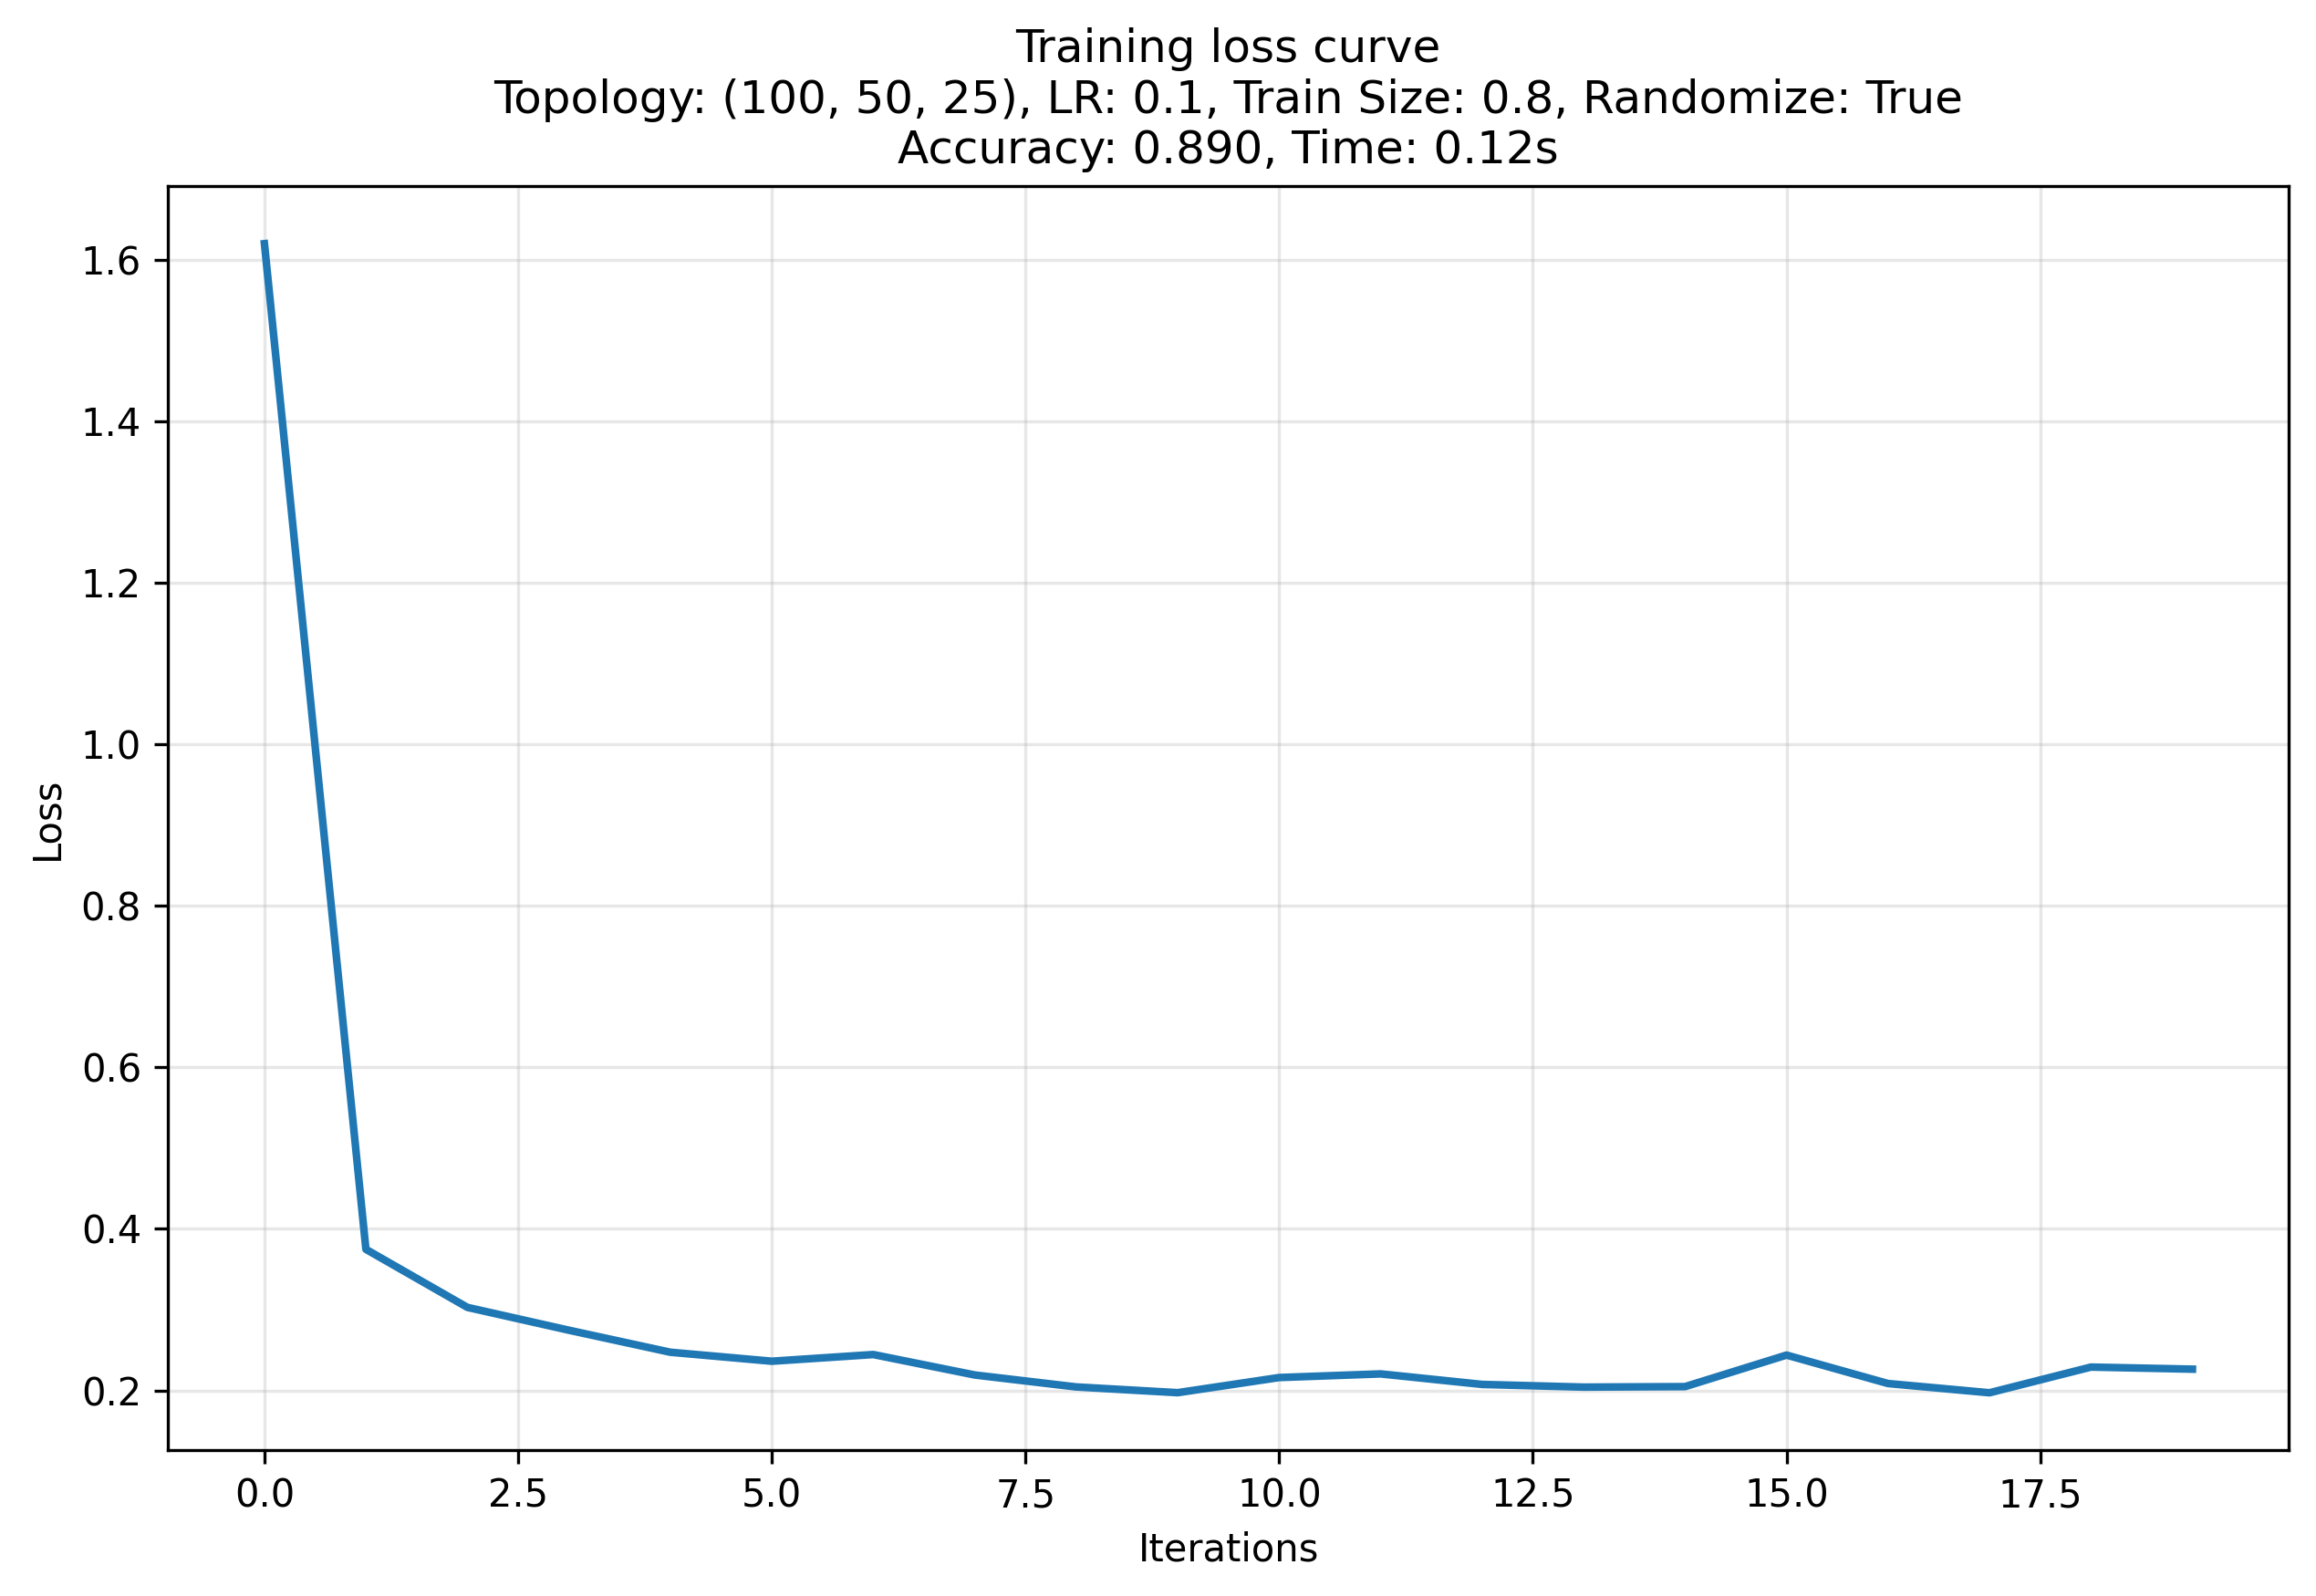 Training loss curve
Topology: (100, 50, 25), LR: 0.1, Train Size: 0.8, Randomize: True
Accuracy: 0.890, Time: 0.12s
1.6
1.4
1.2
1.0
0.8
0.6
0.4
0.2
Loss
0.0 2.5 5.0 7.5 10.0 12.5 15.0 17.5
Iterations